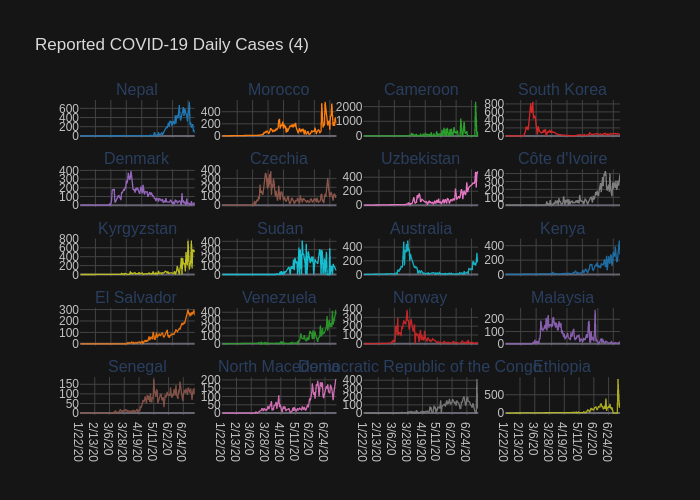 Reported COVID-19 Daily Cases (4)
Nepal Morocco Cameroon South Korea
600 400 200 0
400 200 0
2000 1000 0
800 600 400 200 0
Denmark Czechia Uzbekistan Côte d'Ivoire
400 300 200 100 0
400 300 200 100 0
400 200 0
400 300 200 100 0
Kyrgyzstan Sudan Australia Kenya
800 600 400 200 0
400 300 200 100 0
400 200 0
400 200 0
El Salvador Venezuela Norway Malaysia
300 200 100 0
400 300 200 100 0
400 300 200 100 0
200 100 0
Senegal North Macedonia Democratic Republic of the Congo Ethiopia
150 100 50 0
200 150 100 50 0
400 300 200 100 0
500 0
1/22/20 2/13/20 3/6/20 3/28/20 4/19/20 5/11/20 6/2/20 6/24/20
1/22/20 2/13/20 3/6/20 3/28/20 4/19/20 5/11/20 6/2/20 6/24/20
1/22/20 2/13/20 3/6/20 3/28/20 4/19/20 5/11/20 6/2/20 6/24/20
1/22/20 2/13/20 3/6/20 3/28/20 4/19/20 5/11/20 6/2/20 6/24/20